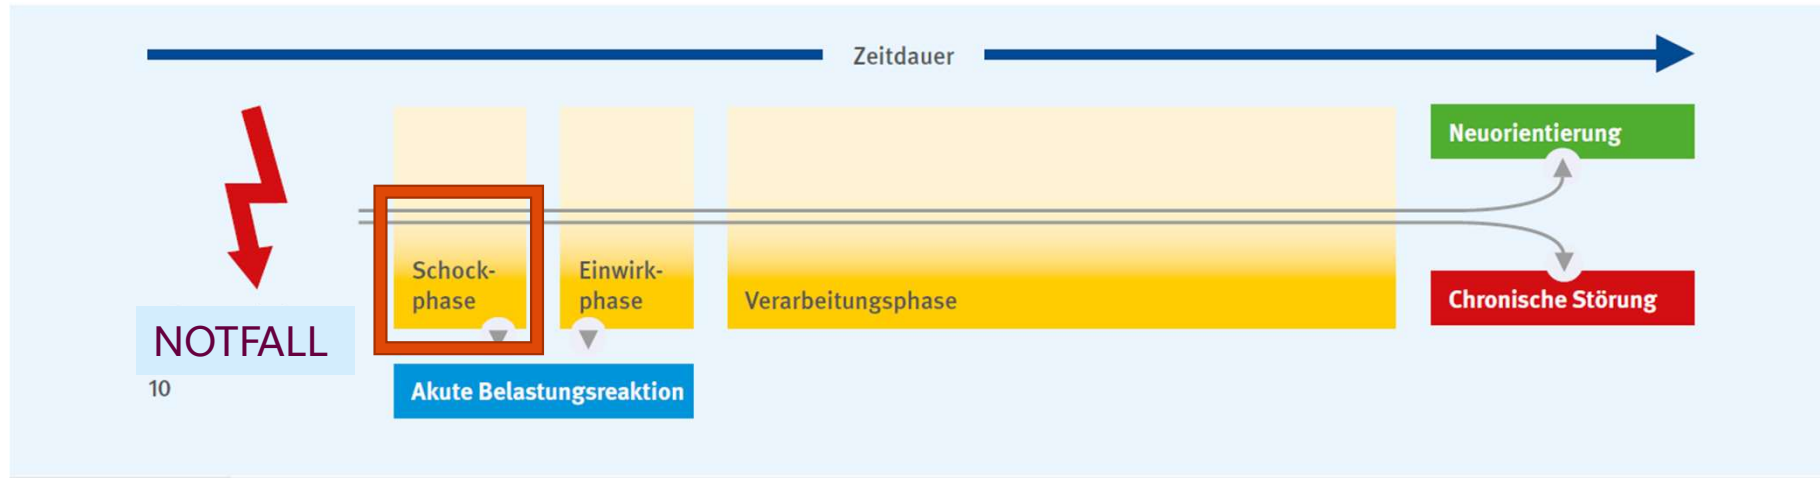 Zeitdauer
Neuorientierung
Schock-
phase
Einwirk-
phase
Verarbeitungsphase
Chronische Störung
NOTFALL
10
Akute Belastungsreaktion